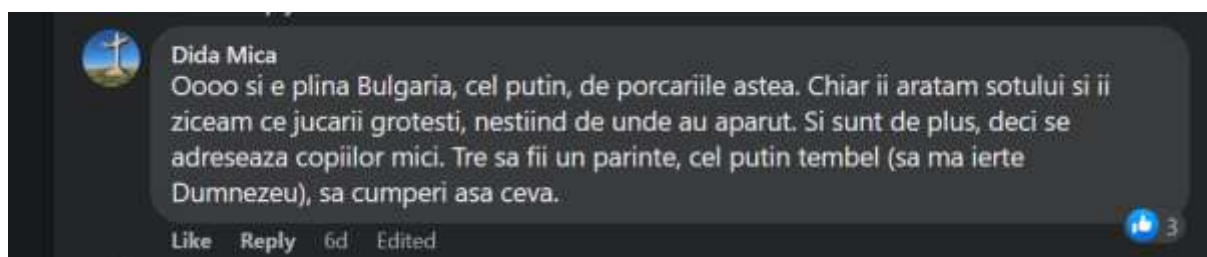 Dida Mica
Oooo si e plina Bulgaria, cel putin, de porcariile astea. Chiar ii aratam sotului si ii
ziceam ce jucarii grotesti, nestiind de unde au aparut. Si sunt de plus, deci se
adreseaza copiilor mici. Tre sa fii un parinte, cel putin tembel (sa ma ierte
Dumnezeu), sa cumperi asa ceva.
Like Reply 6d Edited
3